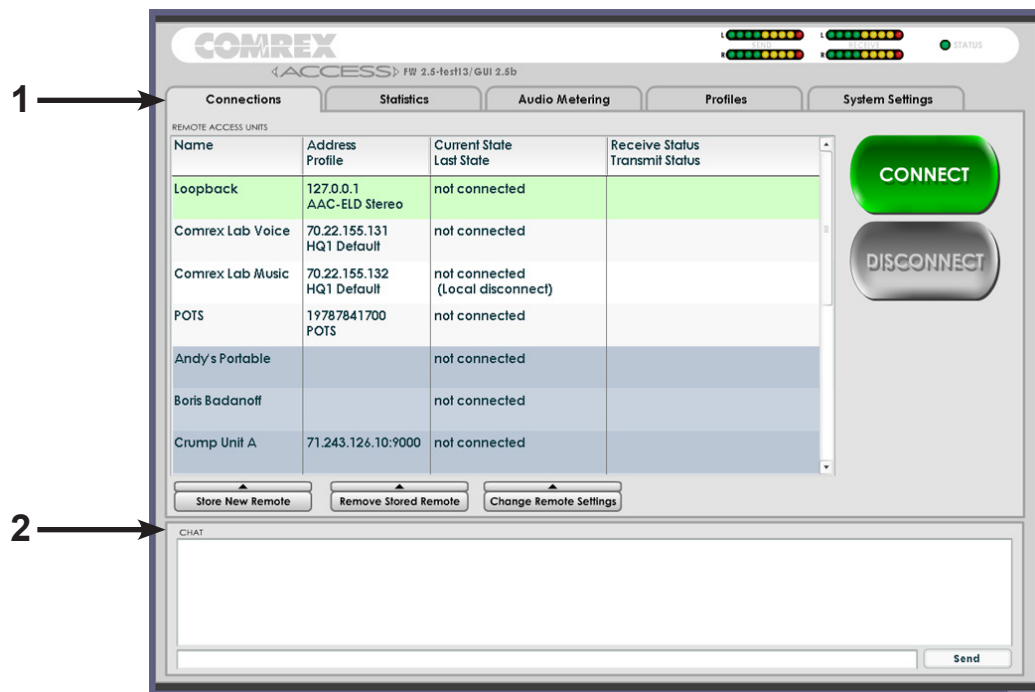 COMREX
L SEND R
L RECEIVE R
STATUS
ACCESS FW 2.5-test13/GUI 2.5b
1
Connections Statistics Audio Metering Profiles System Settings
REMOTE ACCESS UNITS
Name Address Current State Receive Status
Profile Last State Transmit Status
CONNECT
Loopback 127.0.0.1 not connected
AAC-ELD Stereo
Comrex Lab Voice 70.22.155.131 not connected
HQ1 Default
DISCONNECT
Comrex Lab Music 70.22.155.132 not connected
HQ1 Default (Local disconnect)
POTS 19787841700 not connected
POTS
Andy's Portable not connected
Boris Badanoff not connected
Crump Unit A 71.243.126.10:9000 not connected
Store New Remote Remove Stored Remote Change Remote Settings
2
CHAT
Send